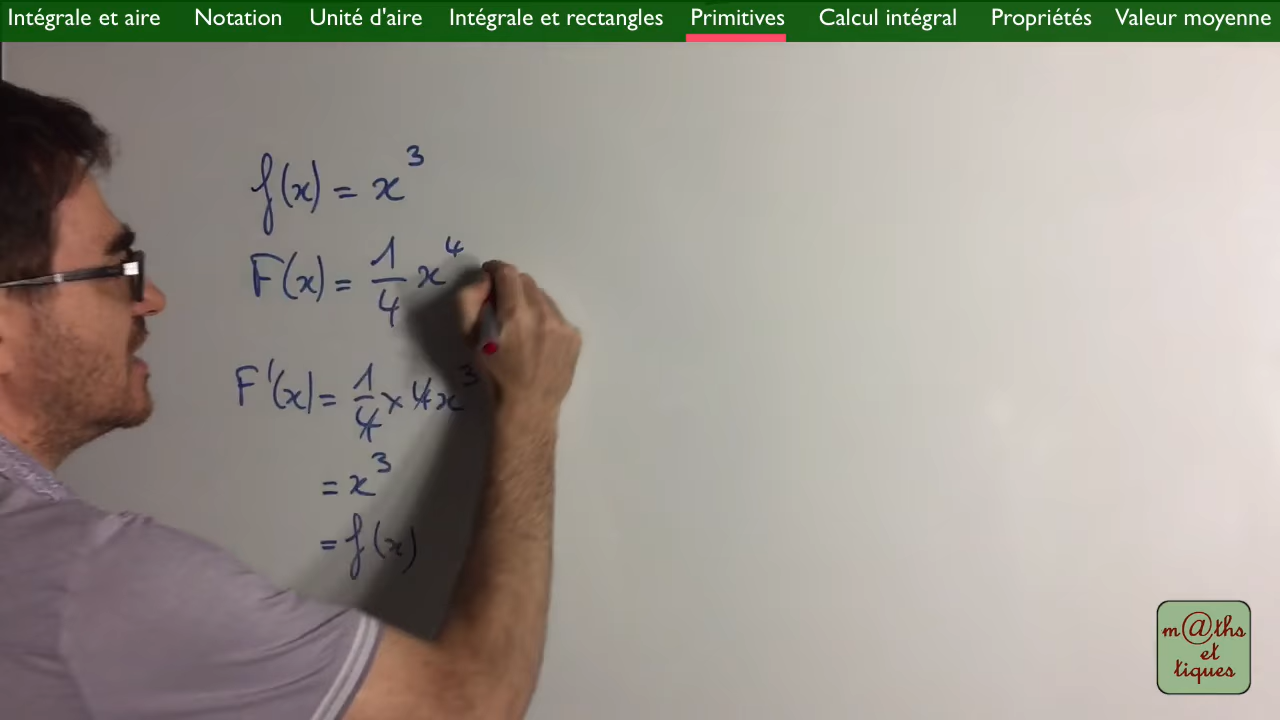 Intégrale et aire Notation Unité d'aire Intégrale et rectangles Primitives Calcul intégral Propriétés Valeur moyenne
f(x) = x³
F(x) = 1/4 x⁴
F'(x) = 1/4 × 4x³
= x³
= f(x)
m@ths
et
tiques